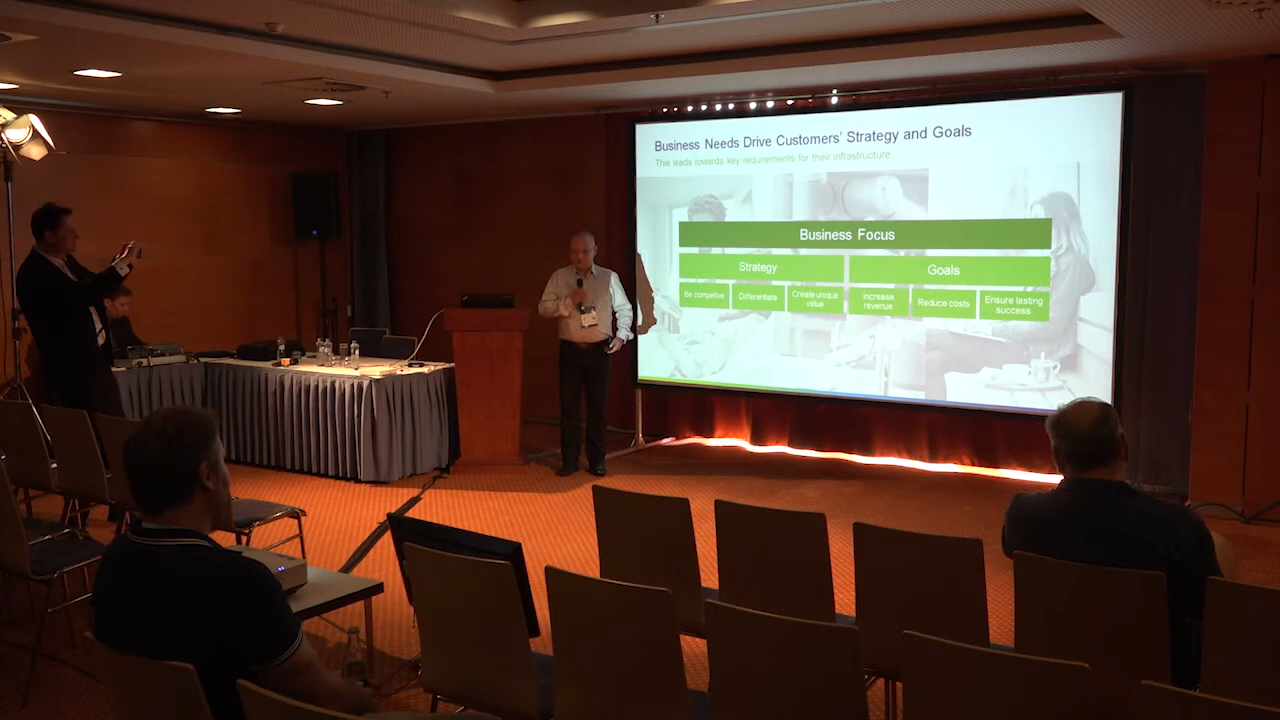 Business Needs Drive Customers' Strategy and Goals
This leads towards key requirements for their infrastructure
Business Focus
Strategy
Goals
Be competive
Differentiate
Create unique
value
Increase
revenue
Reduce costs
Ensure lasting
success